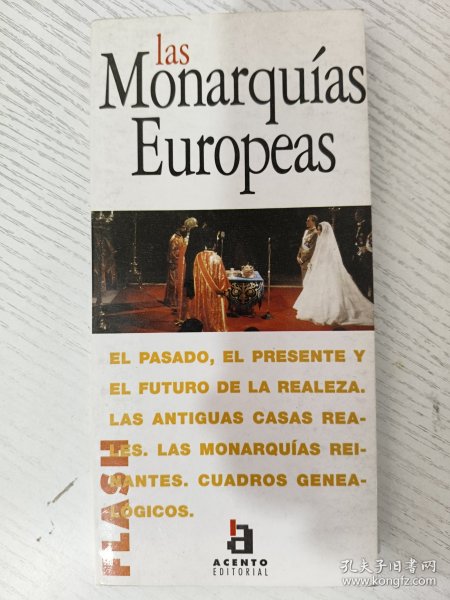 las
Monarquías
Europeas
EL PASADO, EL PRESENTE Y
EL FUTURO DE LA REALEZA.
LAS ANTIGUAS CASAS REA-
LES. LAS MONARQUÍAS REI-
NANTES. CUADROS GENEA-
LÓGICOS.
FLASH
a
ACENTO
EDITORIAL
孔夫子旧书网
www.kongfz.com